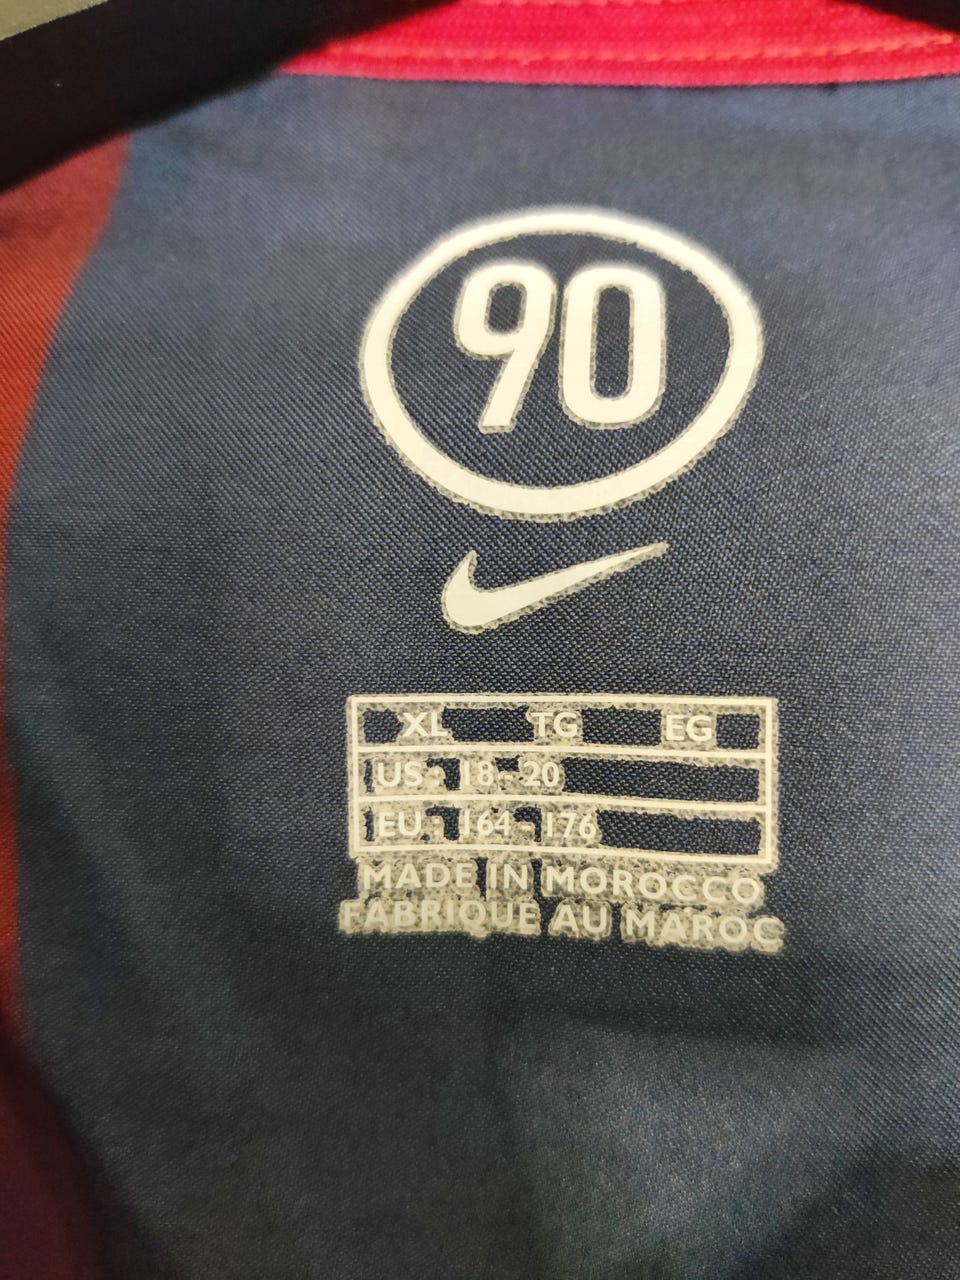 90
XL TG EG
US - 18 - 20
EU - 164 - 176
MADE IN MOROCCO
FABRIQUE AU MAROC